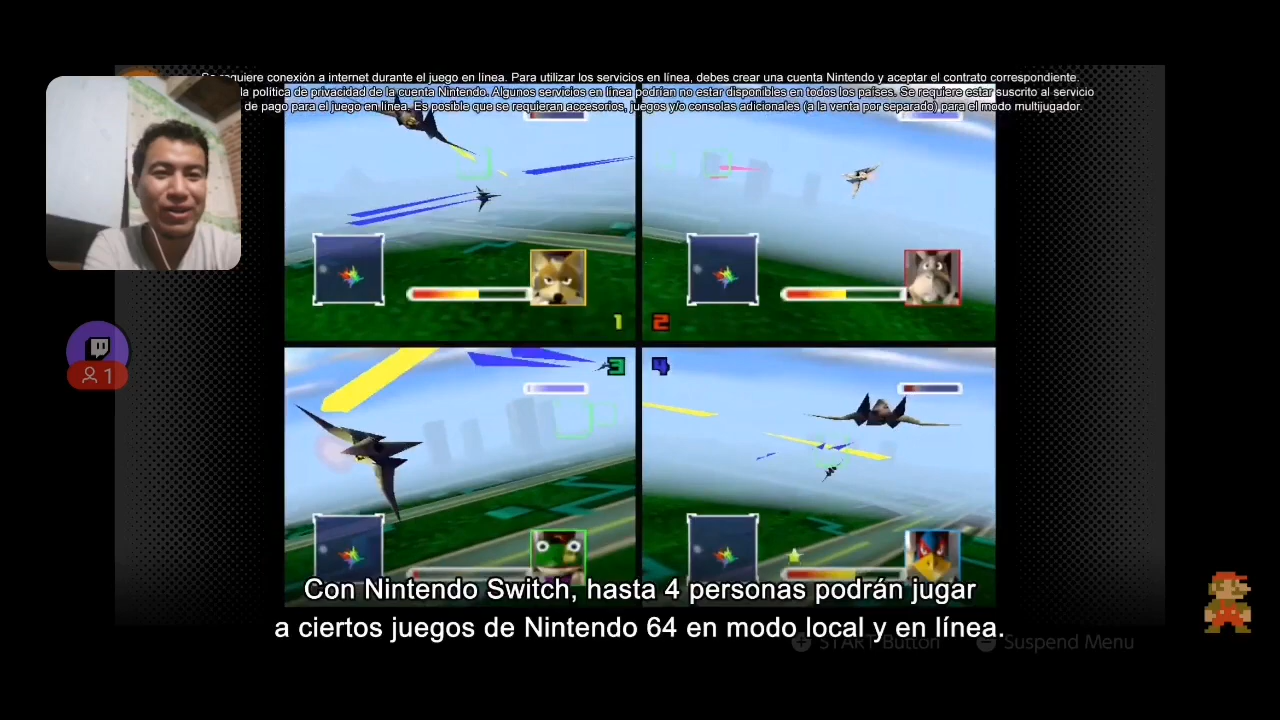 Se requiere conexión a internet durante el juego en línea. Para utilizar los servicios en línea, debes crear una cuenta Nintendo y aceptar el contrato correspondiente.
la política de privacidad de la cuenta Nintendo. Algunos servicios en línea podrían no estar disponibles en todos los países. Se requiere estar suscrito al servicio
de pago para el juego en línea. Es posible que se requieran accesorios, juegos y/o consolas adicionales (a la venta por separado) para el modo multijugador.
1
2
3
4
1
Con Nintendo Switch, hasta 4 personas podrán jugar
a ciertos juegos de Nintendo 64 en modo local y en línea.
START Button Suspend Menu